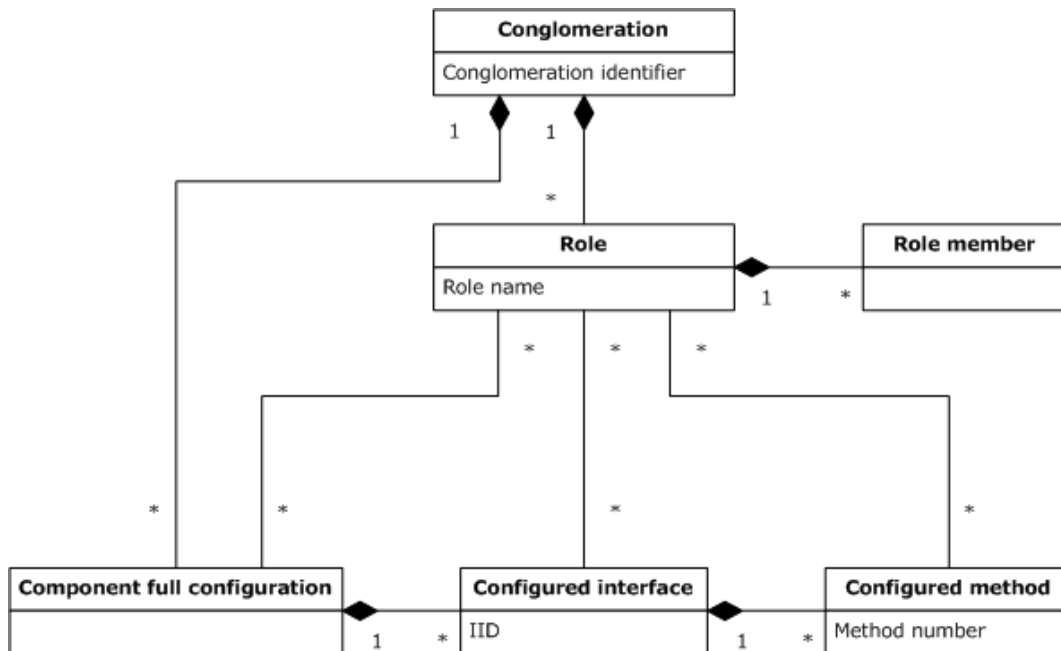 Conglomeration
Conglomeration identifier
1 1
*
Role Role member
Role name
1 *
* * *
* * * *
Component full configuration Configured interface Configured method
IID Method number
1 * 1 *